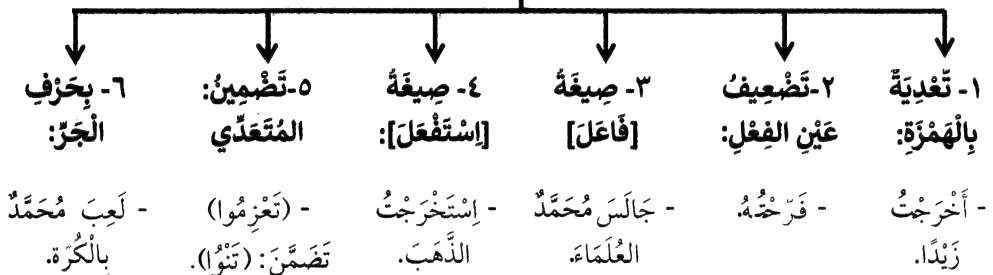 ١- تَّعْدِيَةٌ
بِالْهَمْزَةِ:
- أَخْرَجْتُ
زَيْدًا.
٢-تَضْعِيفُ
عَيْنِ الفِعْلِ:
- فَرّحْتُهُ.
٣- صِيغَةُ
[فَاعَلَ]
- جَالَسَ مُحَمَّدٌ
العُلَمَاءَ.
٤- صِيغَةُ
[اِسْتَفْعَلَ]:
- اِسْتَخْرَجْتُ
الذَّهَبَ.
٥-تَضْمِينُ:
المُتَعَدِّي
- (تَعْزِمُوا)
تَضَمَّنَ: (تَنْوُا).
٦- بِحَرْفِ
الْجَرّ:
- لَعِبَ مُحَمَّدٌ
بِالْكُرَة.